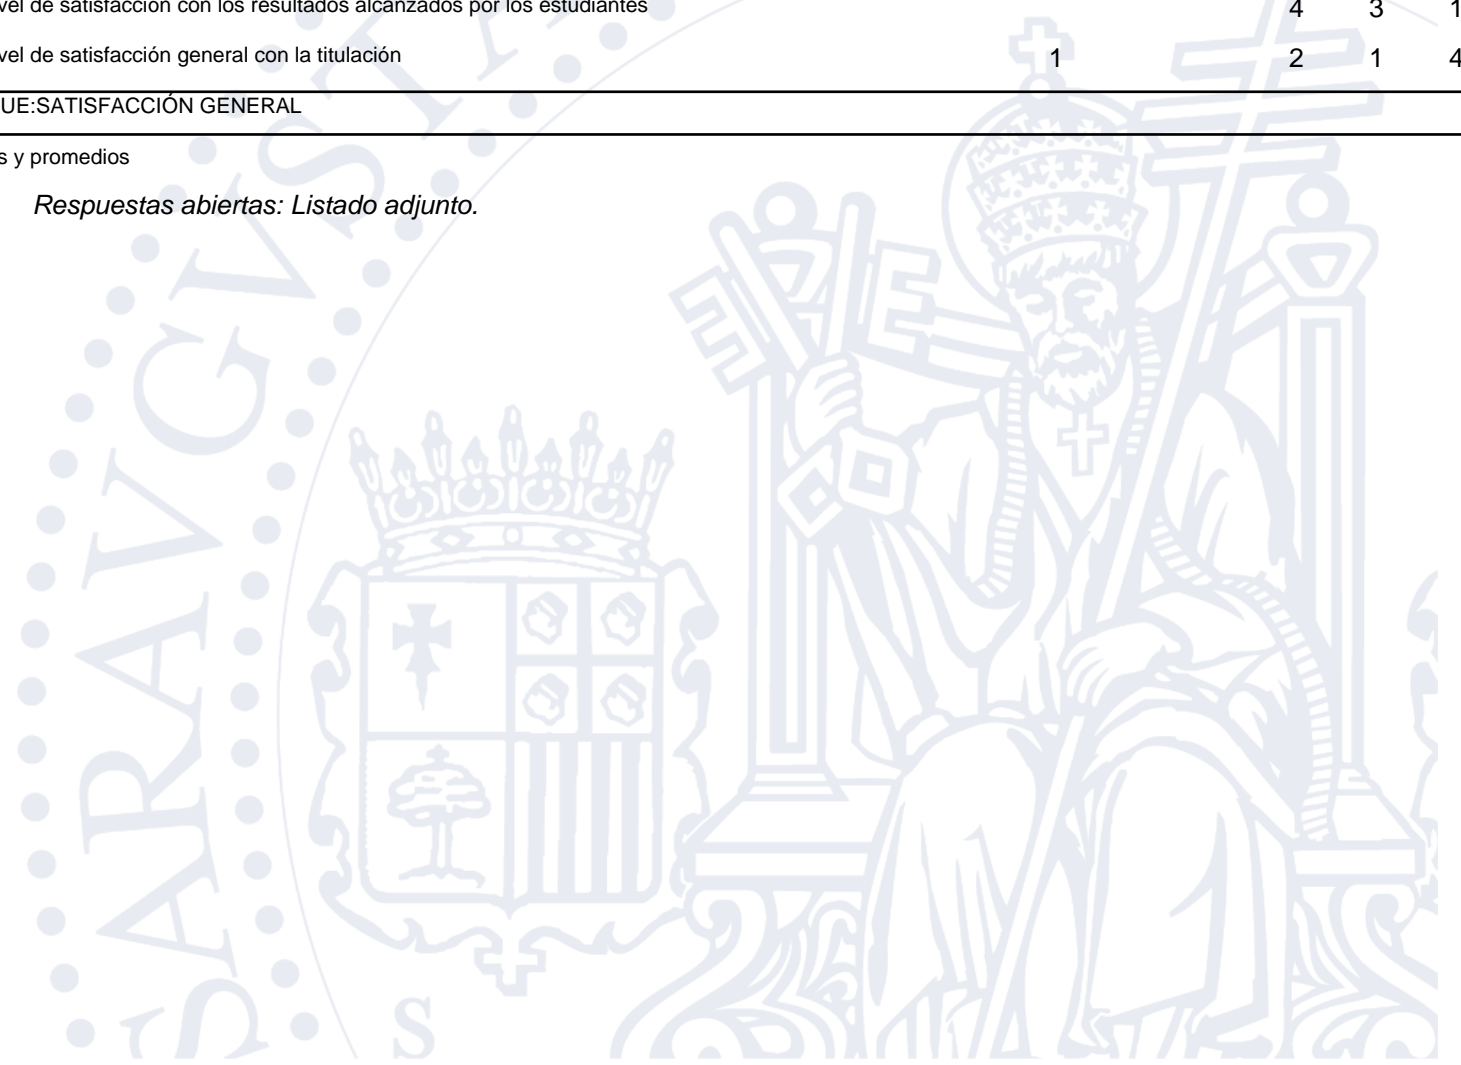 vel de satisfacción con los resultados alcanzados por los estudiantes 4 3 1
vel de satisfacción general con la titulación 1 2 1 4
UE:SATISFACCIÓN GENERAL
s y promedios
Respuestas abiertas: Listado adjunto.
SARAVGVSTA
S